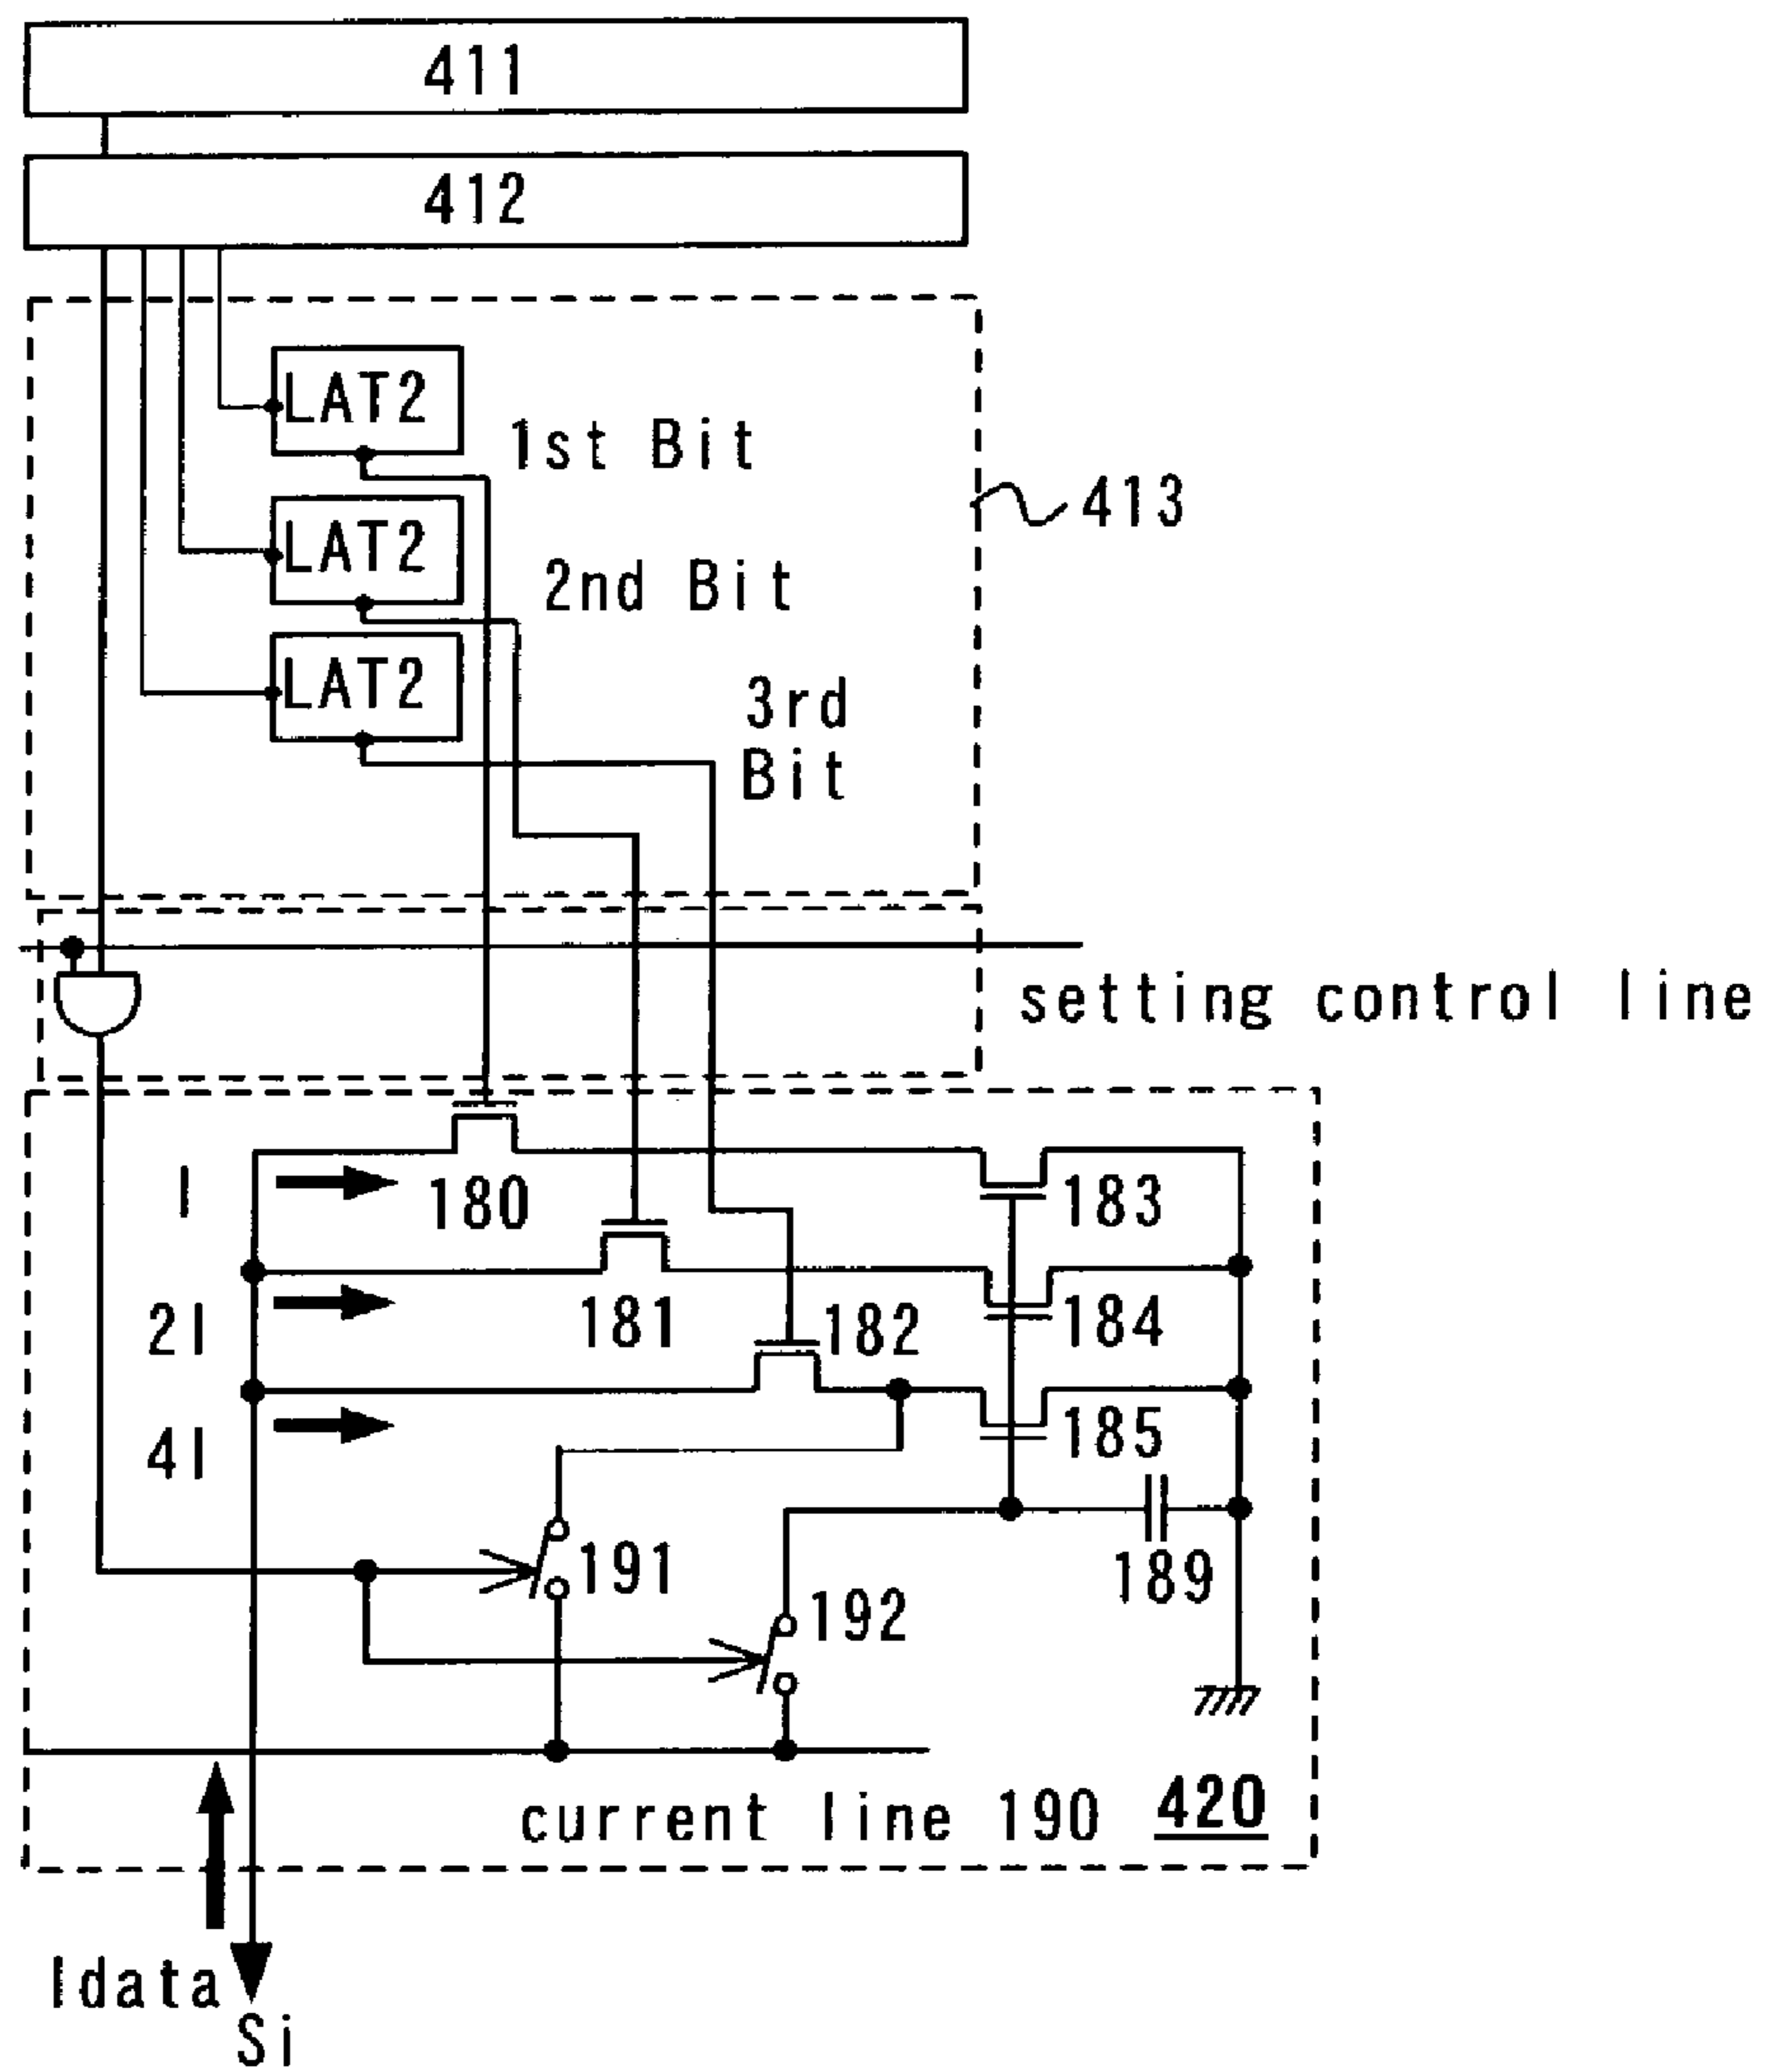 411
412
LAT2
1st Bit
413
LAT2
2nd Bit
LAT2
3rd
Bit
setting control line
I
180
183
2I
181
182
184
4I
185
191
189
192
current line 190
420
Idata
Si